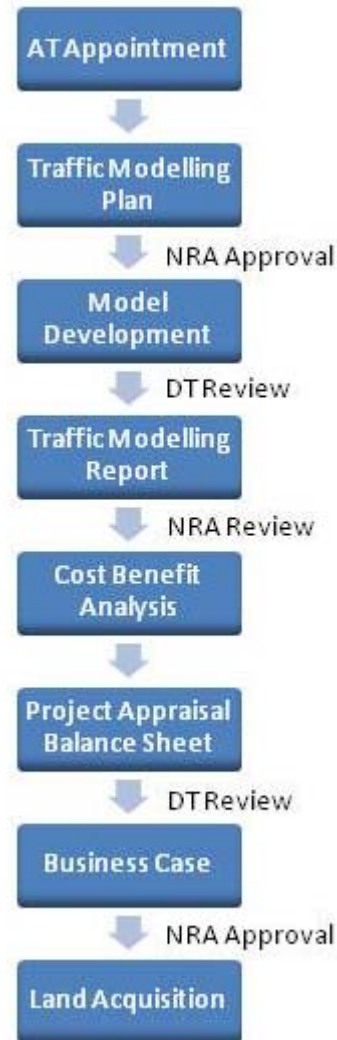 AT Appointment
Traffic Modelling
Plan
NRA Approval
Model
Development
DT Review
Traffic Modelling
Report
NRA Review
Cost Benefit
Analysis
Project Appraisal
Balance Sheet
DT Review
Business Case
NRA Approval
Land Acquisition